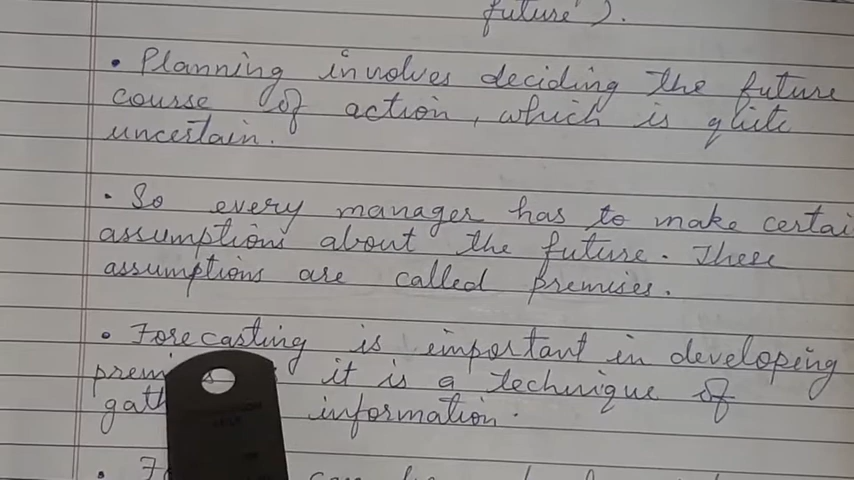 future').
• Planning involves deciding the future
course of action, which is quite
uncertain.
• So every manager has to make certai
assumptions about the future. These
assumptions are called premises.
• Forecasting is important in developing
it is a technique of
information.